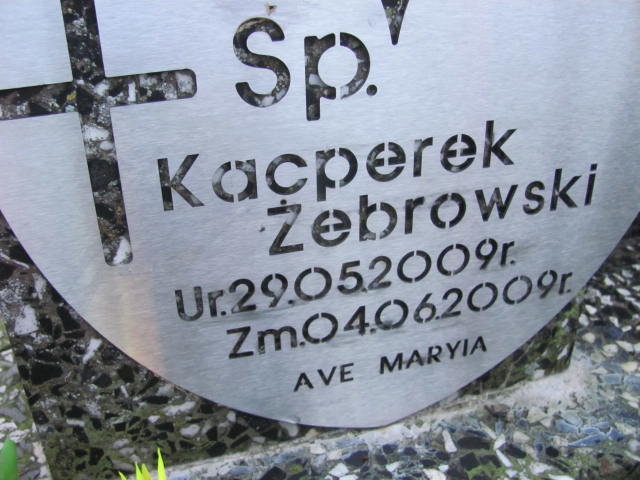 Sp.
Kacperek
Żebrowski
Ur.29.05.2009r.
Zm.04.06.2009r.
AVE MARYIA